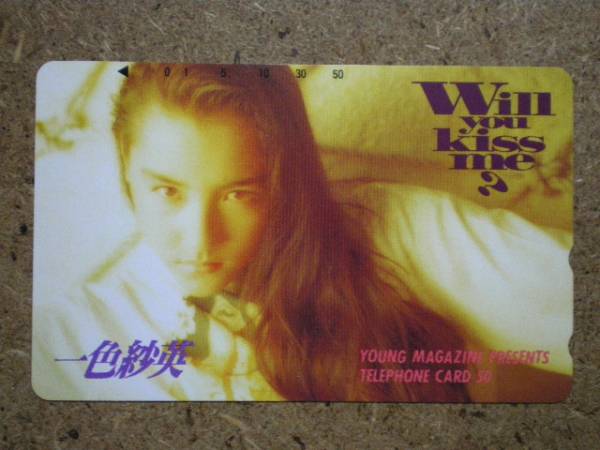 0 1 5 10 30 50
Will
you
kiss
me?
一色紗英
YOUNG MAGAZINE PRESENTS
TELEPHONE CARD 50